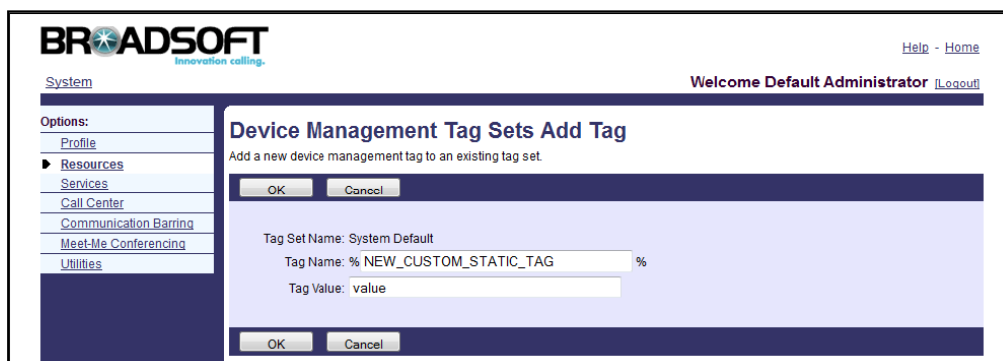 BROADSOFT
Innovation calling.
Help - Home
System
Welcome Default Administrator [Logout]
Options:
Profile
Resources
Services
Call Center
Communication Barring
Meet-Me Conferencing
Utilities
Device Management Tag Sets Add Tag
Add a new device management tag to an existing tag set.
OK Cancel
Tag Set Name: System Default
Tag Name: % NEW_CUSTOM_STATIC_TAG %
Tag Value: value
OK Cancel